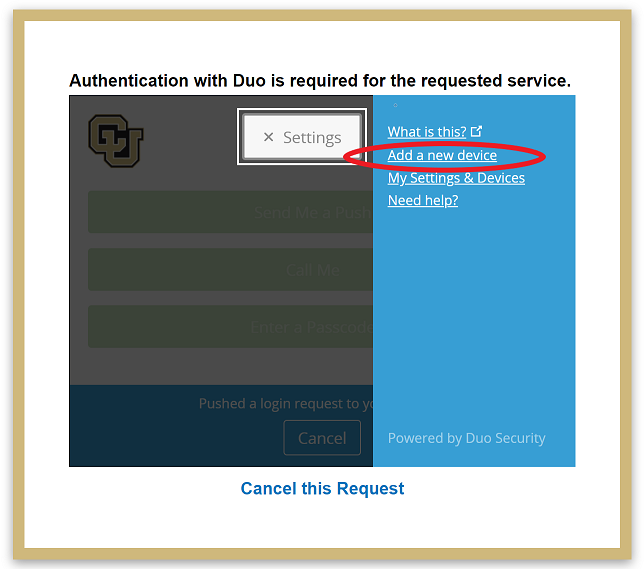 Authentication with Duo is required for the requested service.
CU
× Settings
What is this?
Add a new device
My Settings & Devices
Need help?
Send Me a Push
Call Me
Enter a Passcode
Pushed a login request to yo
Cancel
Powered by Duo Security
Cancel this Request